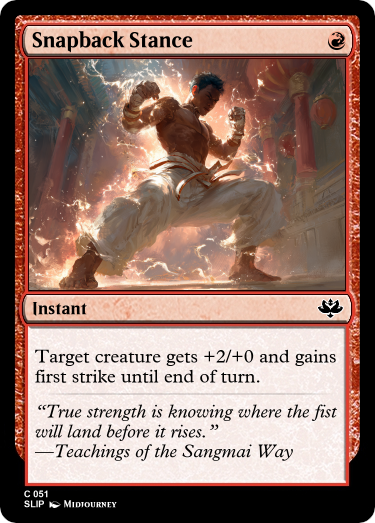 Snapback Stance
Instant
Target creature gets +2/+0 and gains
first strike until end of turn.
“True strength is knowing where the fist
will land before it rises.”
—Teachings of the Sangmai Way
C 051
SLIP Midjourney